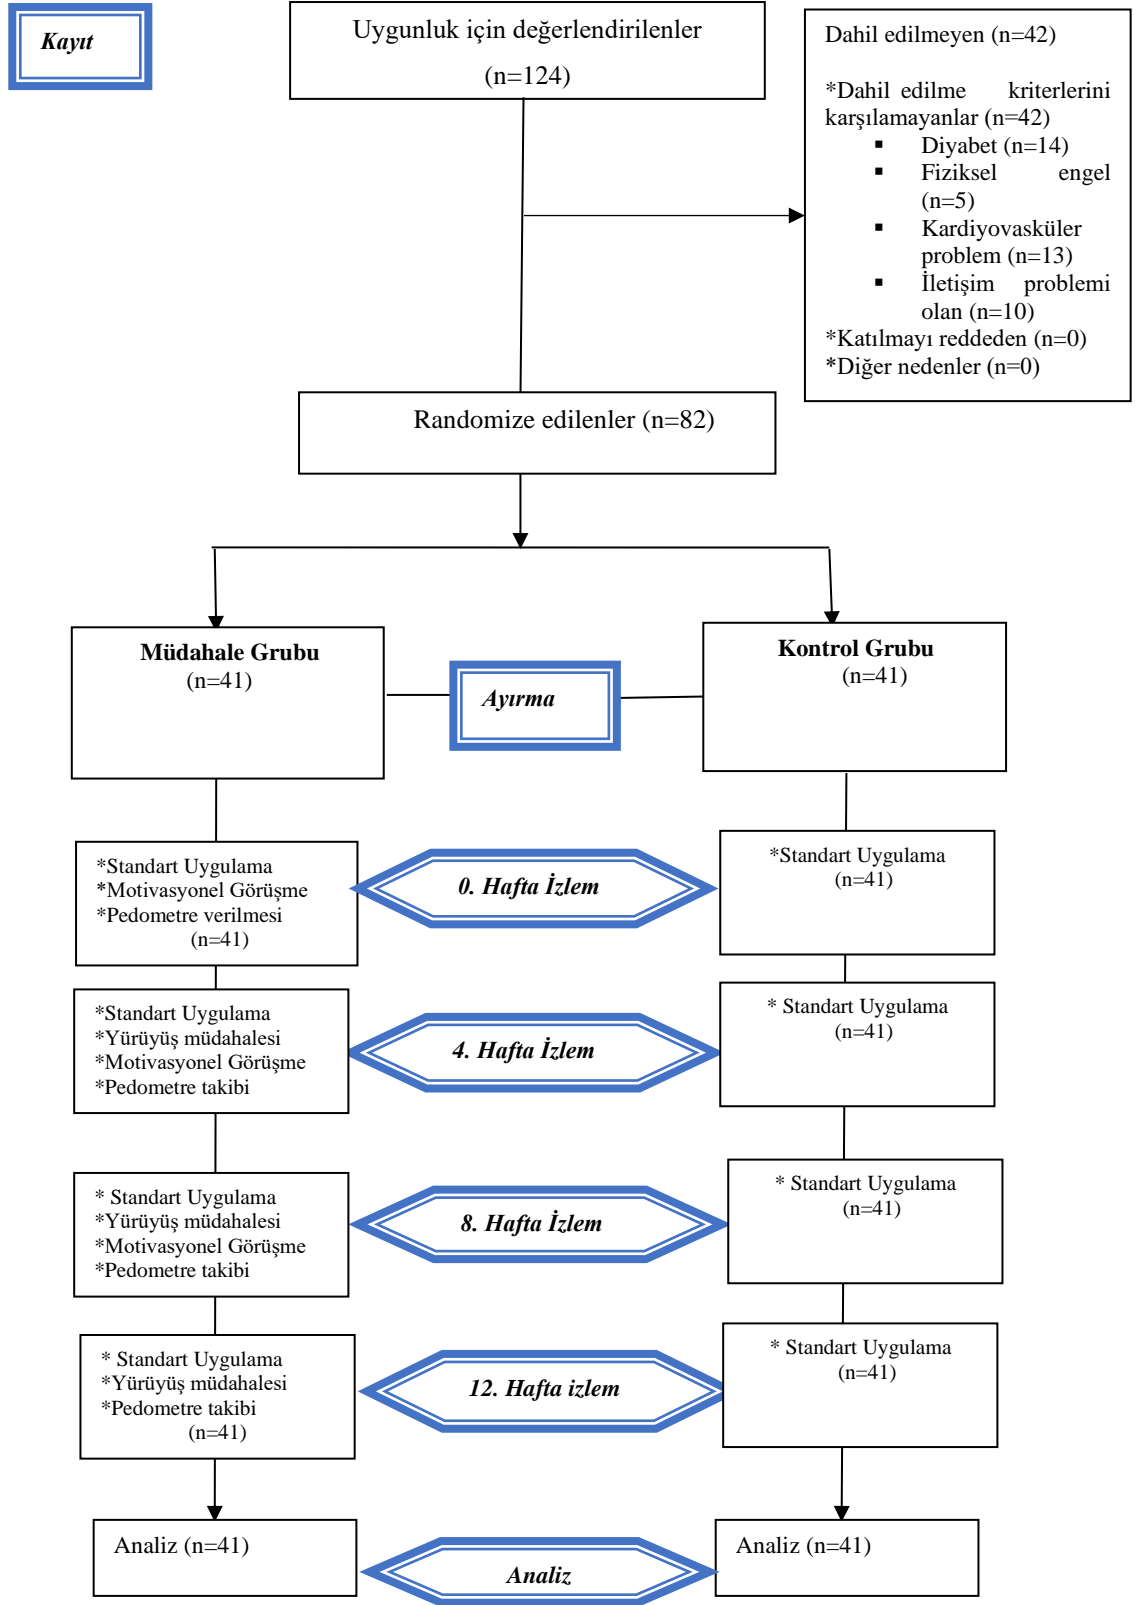 Kayıt
Uygunluk için değerlendirilenler
(n=124)
Dahil edilmeyen (n=42)
*Dahil edilme kriterlerini
karşılamayanlar (n=42)
▪ Diyabet (n=14)
▪ Fiziksel engel
(n=5)
▪ Kardiyovasküler
problem (n=13)
▪ İletişim problemi
olan (n=10)
*Katılmayı reddeden (n=0)
*Diğer nedenler (n=0)
Randomize edilenler (n=82)
Müdahale Grubu
(n=41)
Ayırma
Kontrol Grubu
(n=41)
*Standart Uygulama
*Motivasyonel Görüşme
*Pedometre verilmesi
(n=41)
0. Hafta İzlem
*Standart Uygulama
(n=41)
*Standart Uygulama
*Yürüyüş müdahalesi
*Motivasyonel Görüşme
*Pedometre takibi
4. Hafta İzlem
* Standart Uygulama
(n=41)
* Standart Uygulama
*Yürüyüş müdahalesi
*Motivasyonel Görüşme
*Pedometre takibi
8. Hafta İzlem
* Standart Uygulama
(n=41)
* Standart Uygulama
*Yürüyüş müdahalesi
*Pedometre takibi
(n=41)
12. Hafta izlem
* Standart Uygulama
(n=41)
Analiz (n=41)
Analiz
Analiz (n=41)